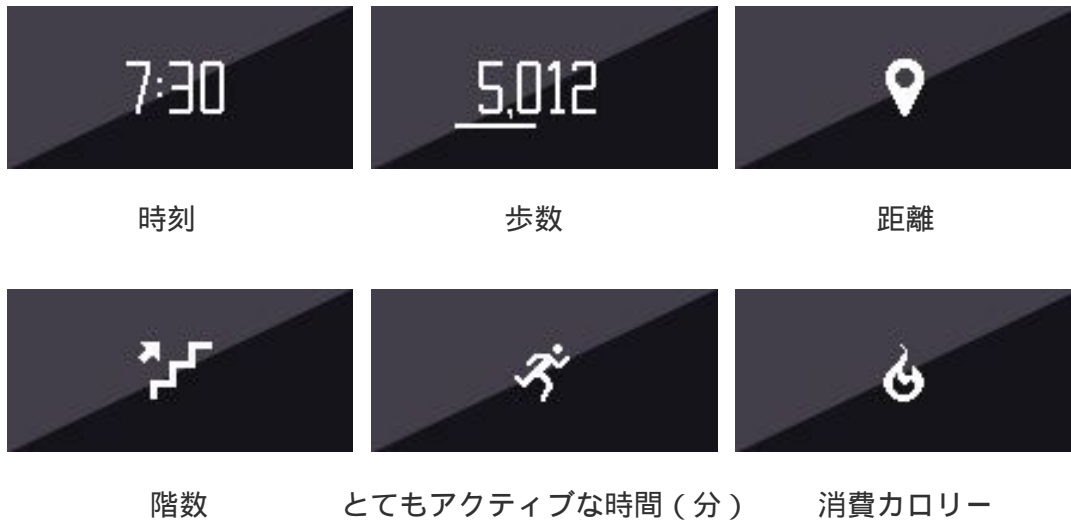 7:30
5,012
時刻
歩数
距離
階数
とてもアクティブな時間（分）
消費カロリー